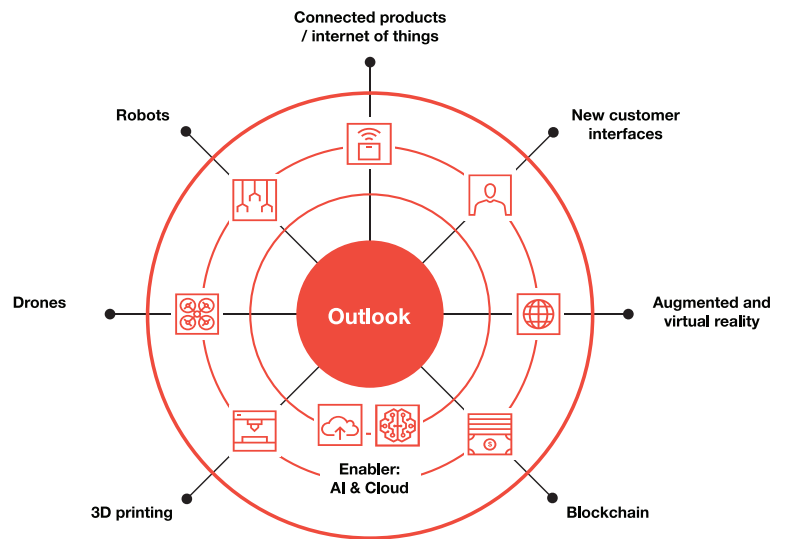 Connected products
/ internet of things
Robots
New customer
interfaces
Drones
Outlook
Augmented and
virtual reality
Enabler:
AI & Cloud
3D printing
Blockchain
$